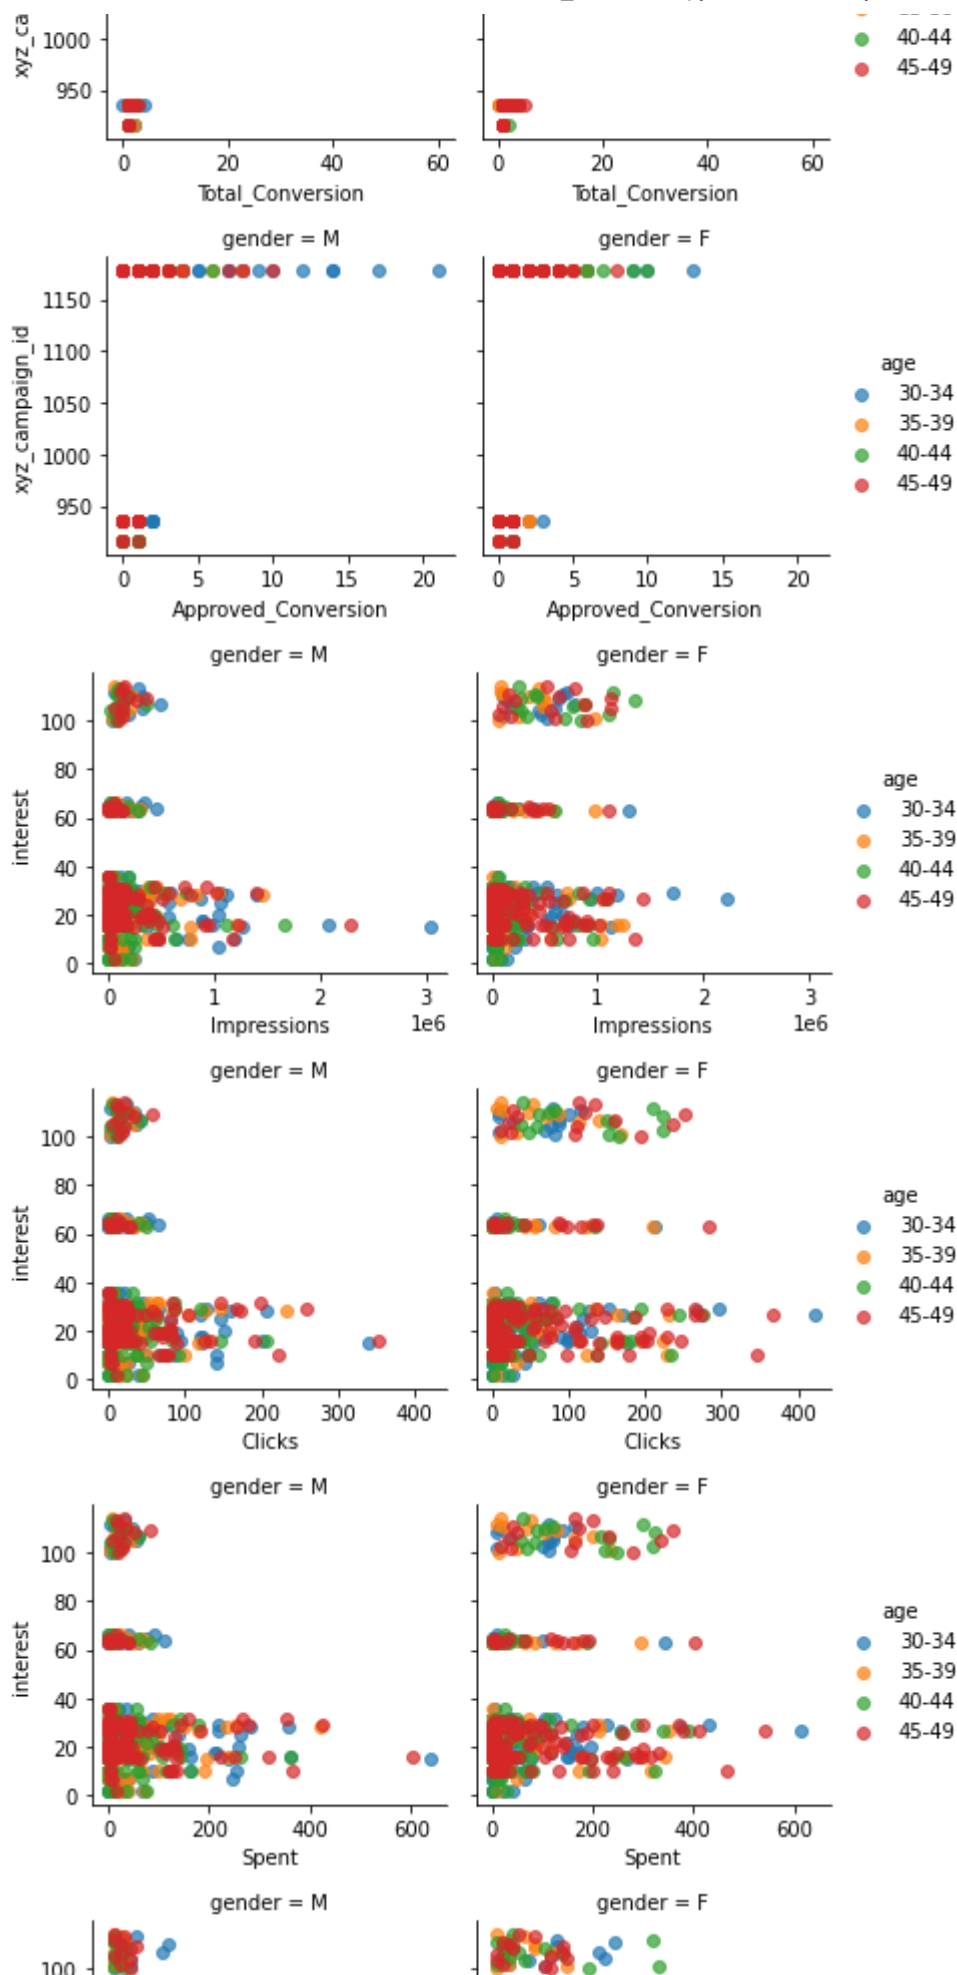 40-44
1000
xyz_ca
45-49
950
0 20 40 60 0 20 40 60
Total_Conversion Total_Conversion
gender = M gender = F
1150
1100
xyz_campaign_id
1050
1000
950
age
30-34
35-39
40-44
45-49
0 5 10 15 20 0 5 10 15 20
Approved_Conversion Approved_Conversion
gender = M gender = F
100
80
interest
60
40
20
0
age
30-34
35-39
40-44
45-49
0 1 2 3 0 1 2 3
Impressions 1e6 Impressions 1e6
gender = M gender = F
100
80
interest
60
40
20
0
age
30-34
35-39
40-44
45-49
0 100 200 300 400 0 100 200 300 400
Clicks Clicks
gender = M gender = F
100
80
interest
60
40
20
0
age
30-34
35-39
40-44
45-49
0 200 400 600 0 200 400 600
Spent Spent
gender = M gender = F
100